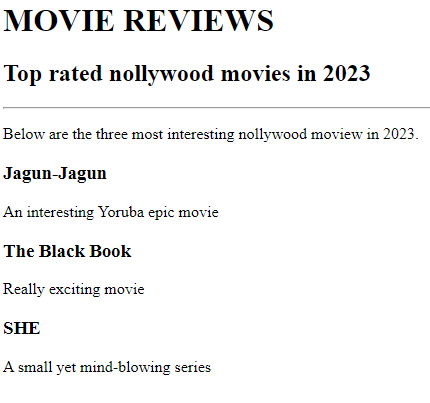 MOVIE REVIEWS
Top rated nollywood movies in 2023
Below are the three most interesting nollywood moview in 2023.
Jagun-Jagun
An interesting Yoruba epic movie
The Black Book
Really exciting movie
SHE
A small yet mind-blowing series